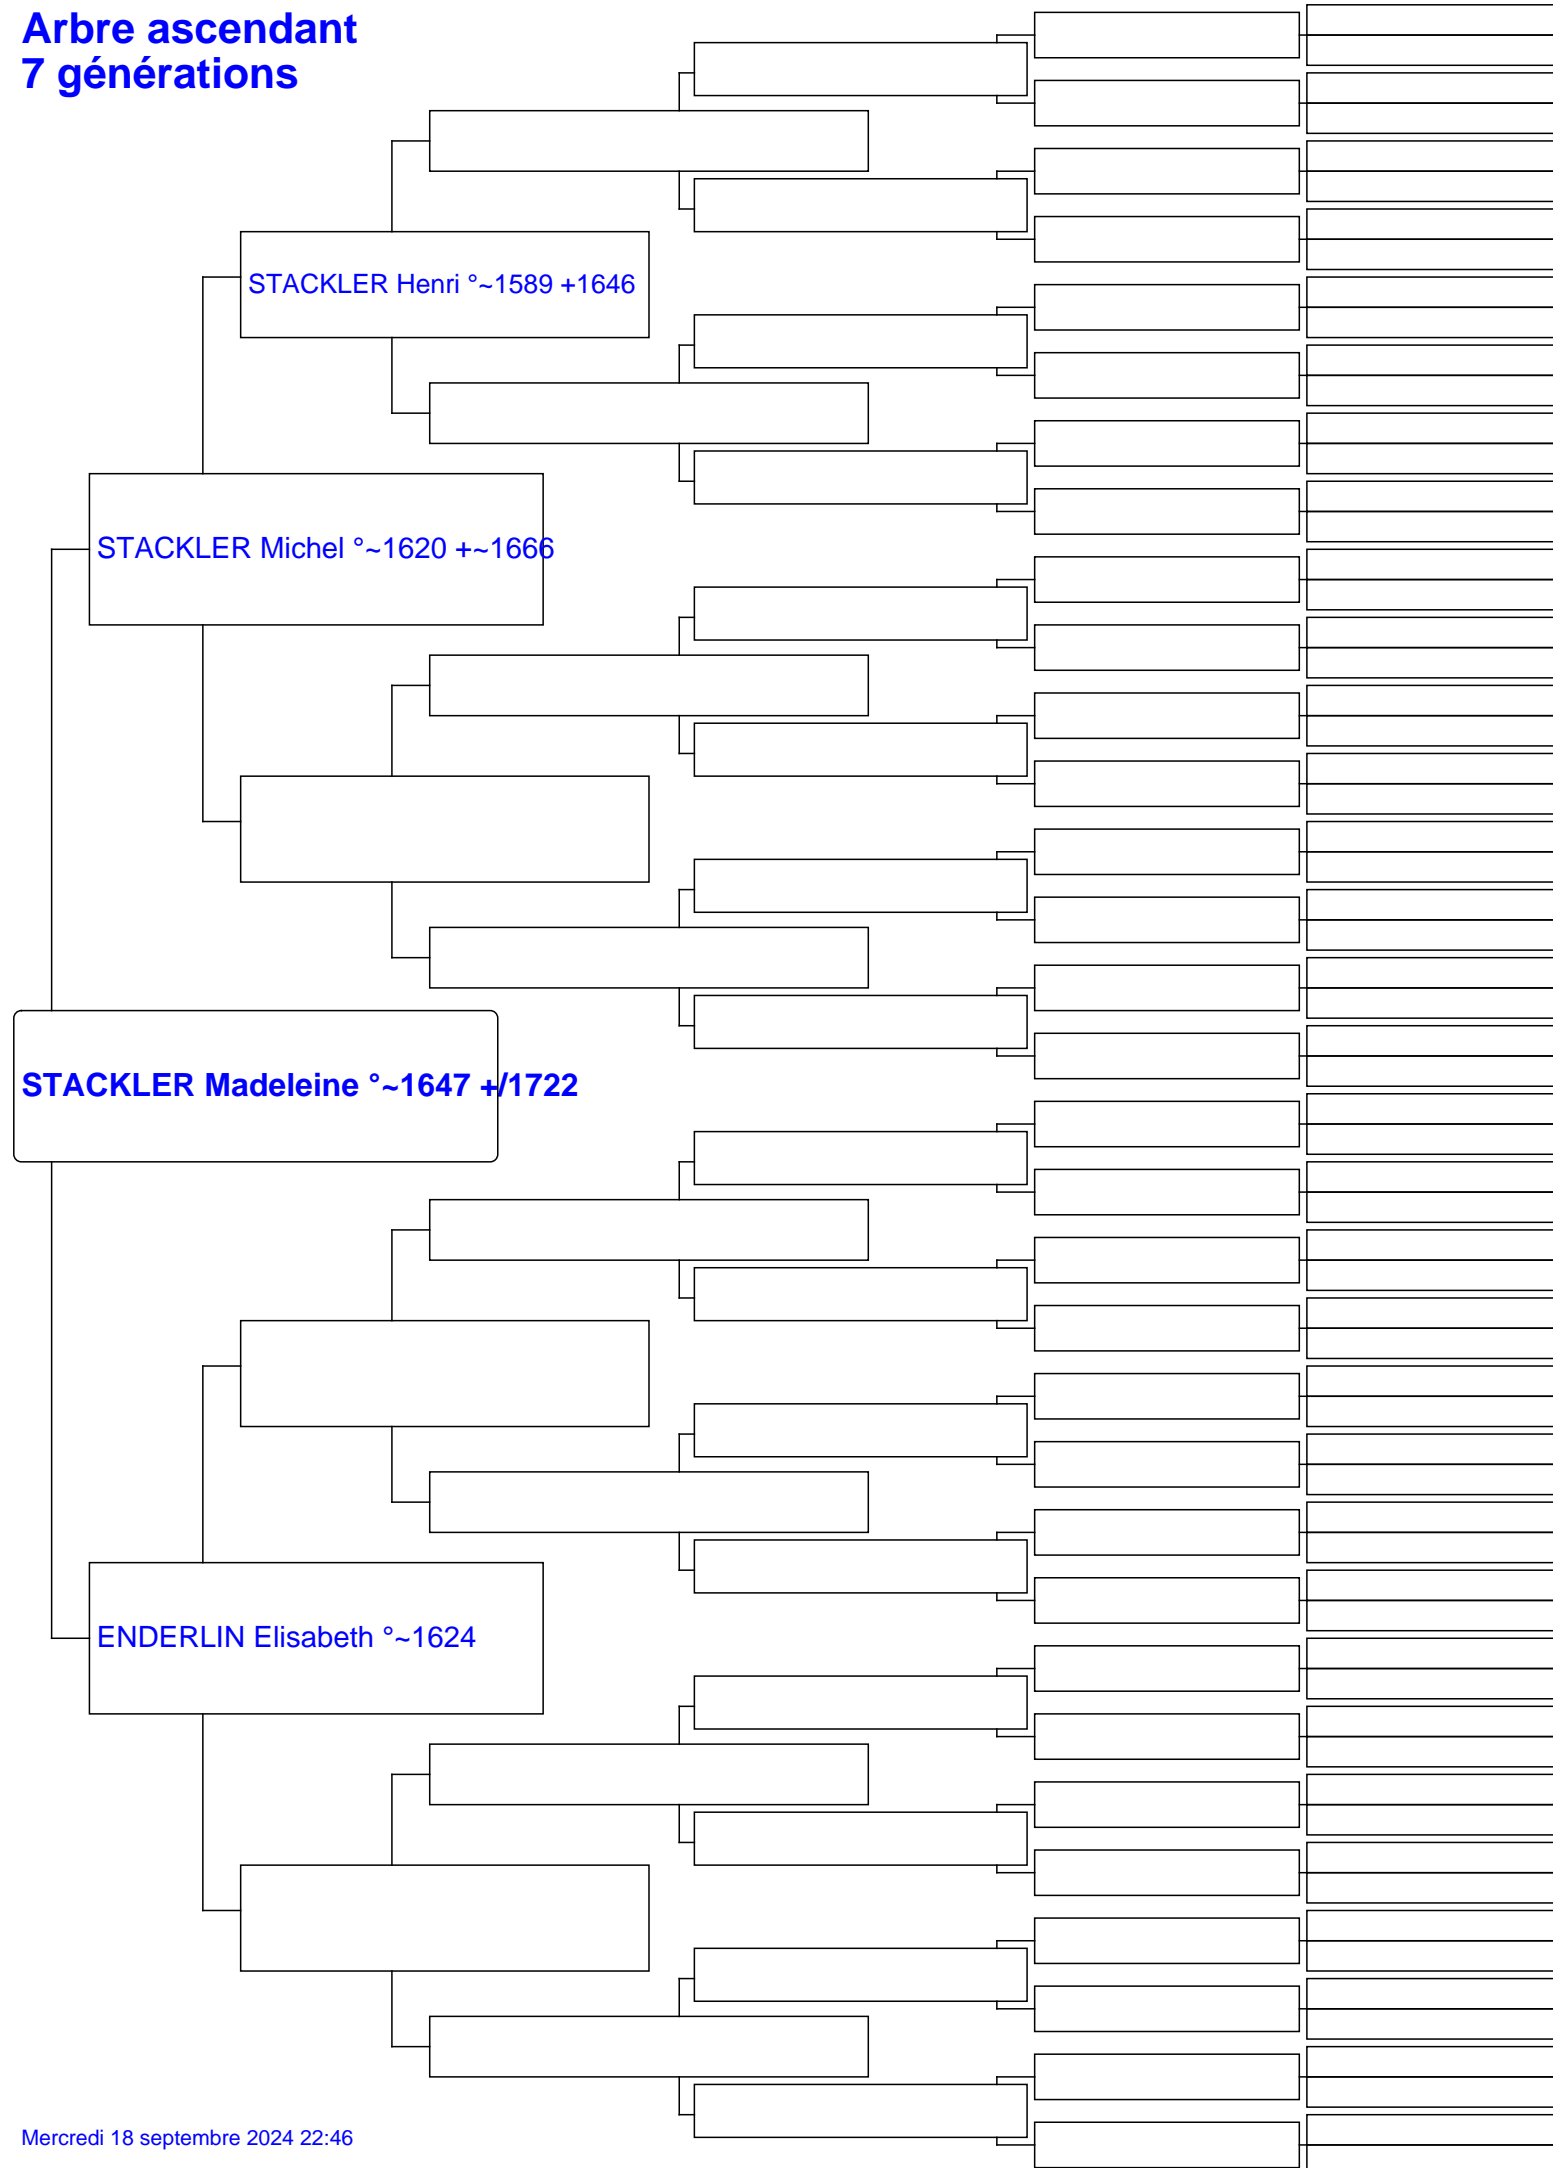 Arbre ascendant
7 générations
STACKLER Henri °~1589 +1646
STACKLER Michel °~1620 +~1666
STACKLER Madeleine °~1647 +/1722
ENDERLIN Elisabeth °~1624
Mercredi 18 septembre 2024 22:46